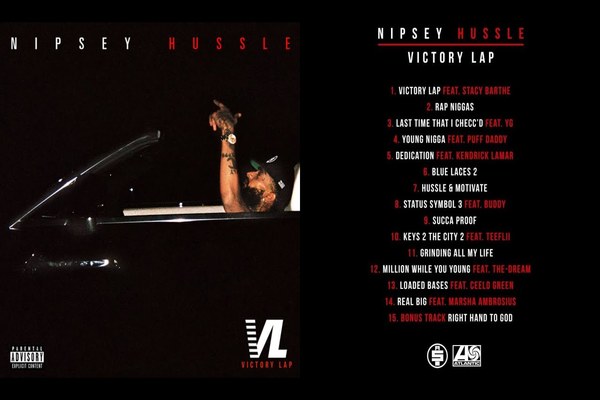 NIPSEY HUSSLE
VL
VICTORY LAP
PARENTAL
ADVISORY
EXPLICIT CONTENT
NIPSEY HUSSLE
VICTORY LAP
1. VICTORY LAP FEAT. STACY BARTHE
2. RAP NIGGAS
3. LAST TIME THAT I CHECC'D FEAT. YG
4. YOUNG NIGGA FEAT. PUFF DADDY
5. DEDICATION FEAT. KENDRICK LAMAR
6. BLUE LACES 2
7. HUSSLE & MOTIVATE
8. STATUS SYMBOL 3 FEAT. BUDDY
9. SUCCA PROOF
10. KEYS 2 THE CITY 2 FEAT. TEEFLII
11. GRINDING ALL MY LIFE
12. MILLION WHILE YOU YOUNG FEAT. THE-DREAM
13. LOADED BASES FEAT. CEELO GREEN
14. REAL BIG FEAT. MARSHA AMBROSIUS
15. BONUS TRACK RIGHT HAND TO GOD
ATLANTIC